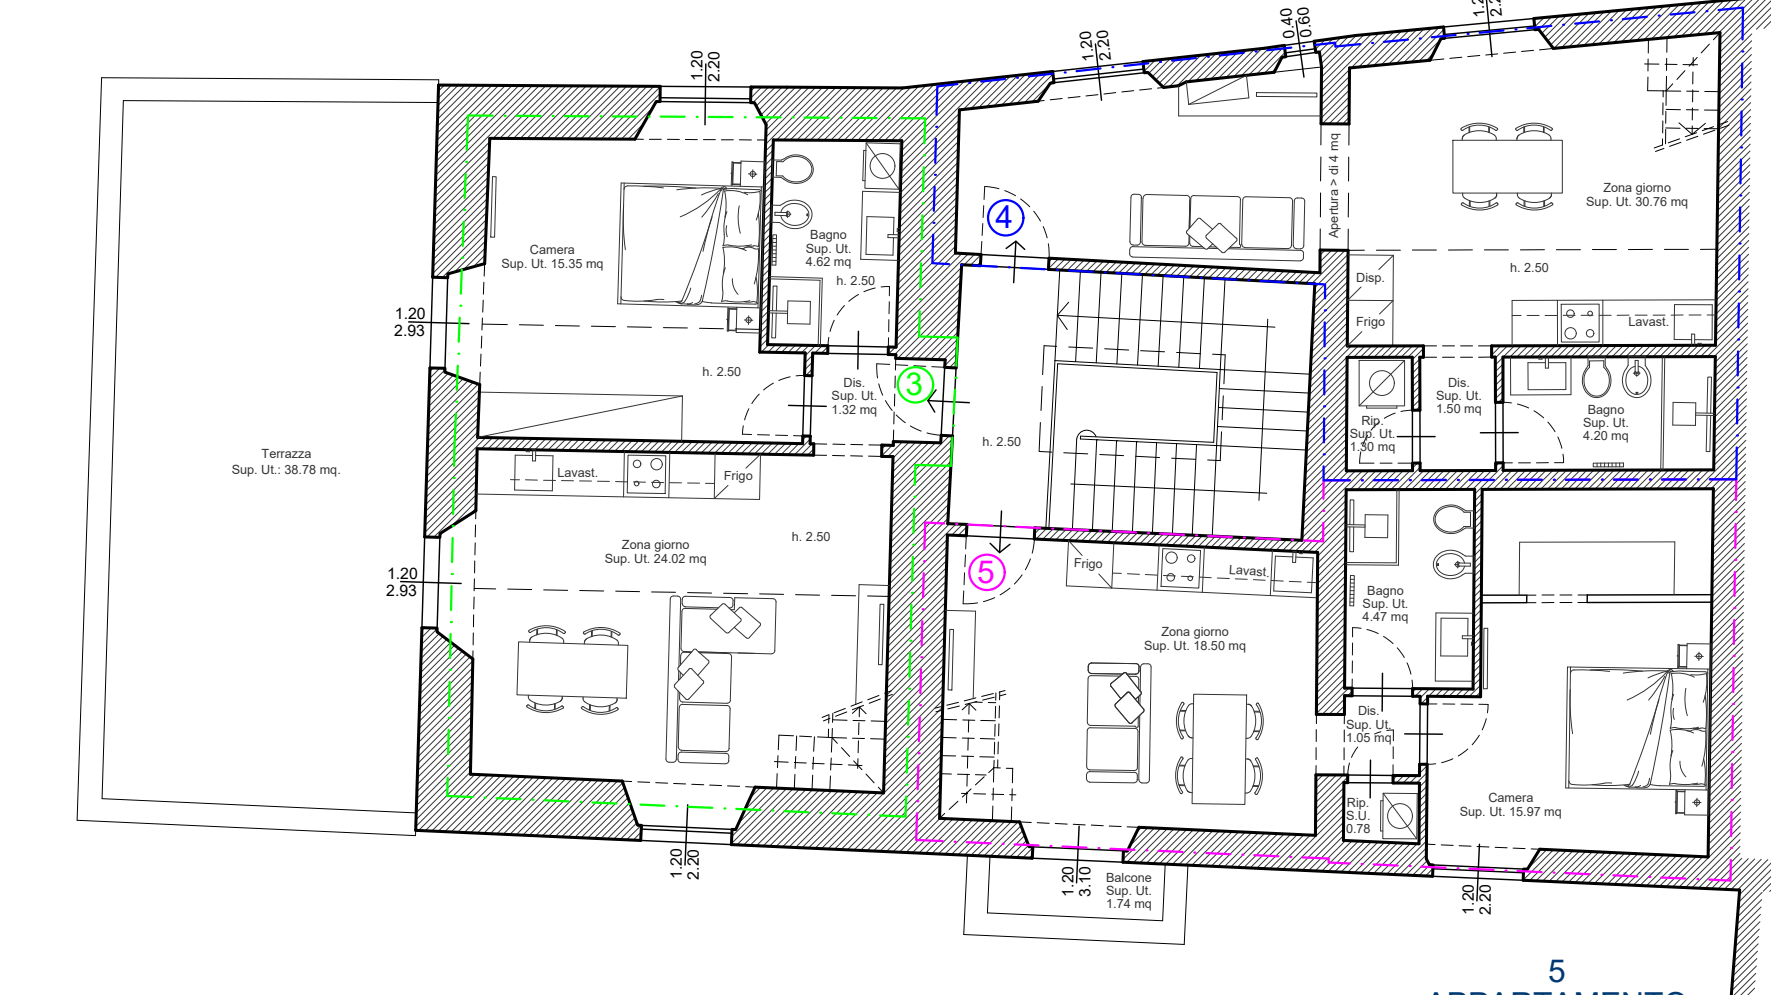 1.20
2.20
1.20
2.20
0.40
0.60
Apertura > di 4 mq
Zona giorno
Sup. Ut. 30.76 mq
4
Bagno
Sup. Ut.
4.62 mq
h. 2.50
Camera
Sup. Ut. 15.35 mq
h. 2.50
Disp.
Frigo
Lavast.
1.20
2.93
h. 2.50
3
Dis.
Sup. Ut.
1.32 mq
Dis.
Sup. Ut.
1.50 mq
Rip.
Sup. Ut.
1.30 mq
Bagno
Sup. Ut.
4.20 mq
h. 2.50
Terrazza
Sup. Ut.: 38.78 mq.
Lavast.
Frigo
h. 2.50
Zona giorno
Sup. Ut. 24.02 mq
1.20
2.93
5
Frigo
Lavast.
Bagno
Sup. Ut.
4.47 mq
Zona giorno
Sup. Ut. 18.50 mq
Dis.
Sup. Ut.
1.05 mq
Rip.
S.U.
0.78
Camera
Sup. Ut. 15.97 mq
1.20
2.20
1.20
3.10
Balcone
Sup. Ut.
1.74 mq
1.20
2.20
5
APPARTAMENTO